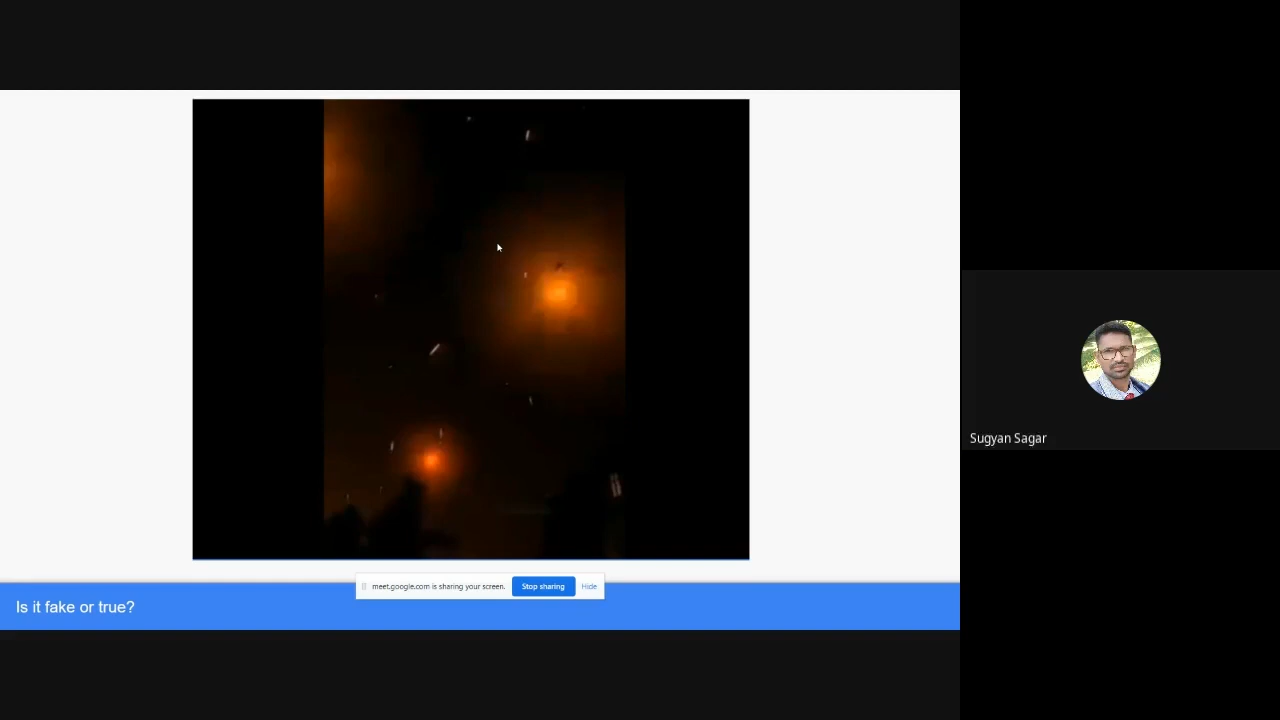 Sugyan Sagar
meet.google.com is sharing your screen.
Stop sharing
Hide
Is it fake or true?